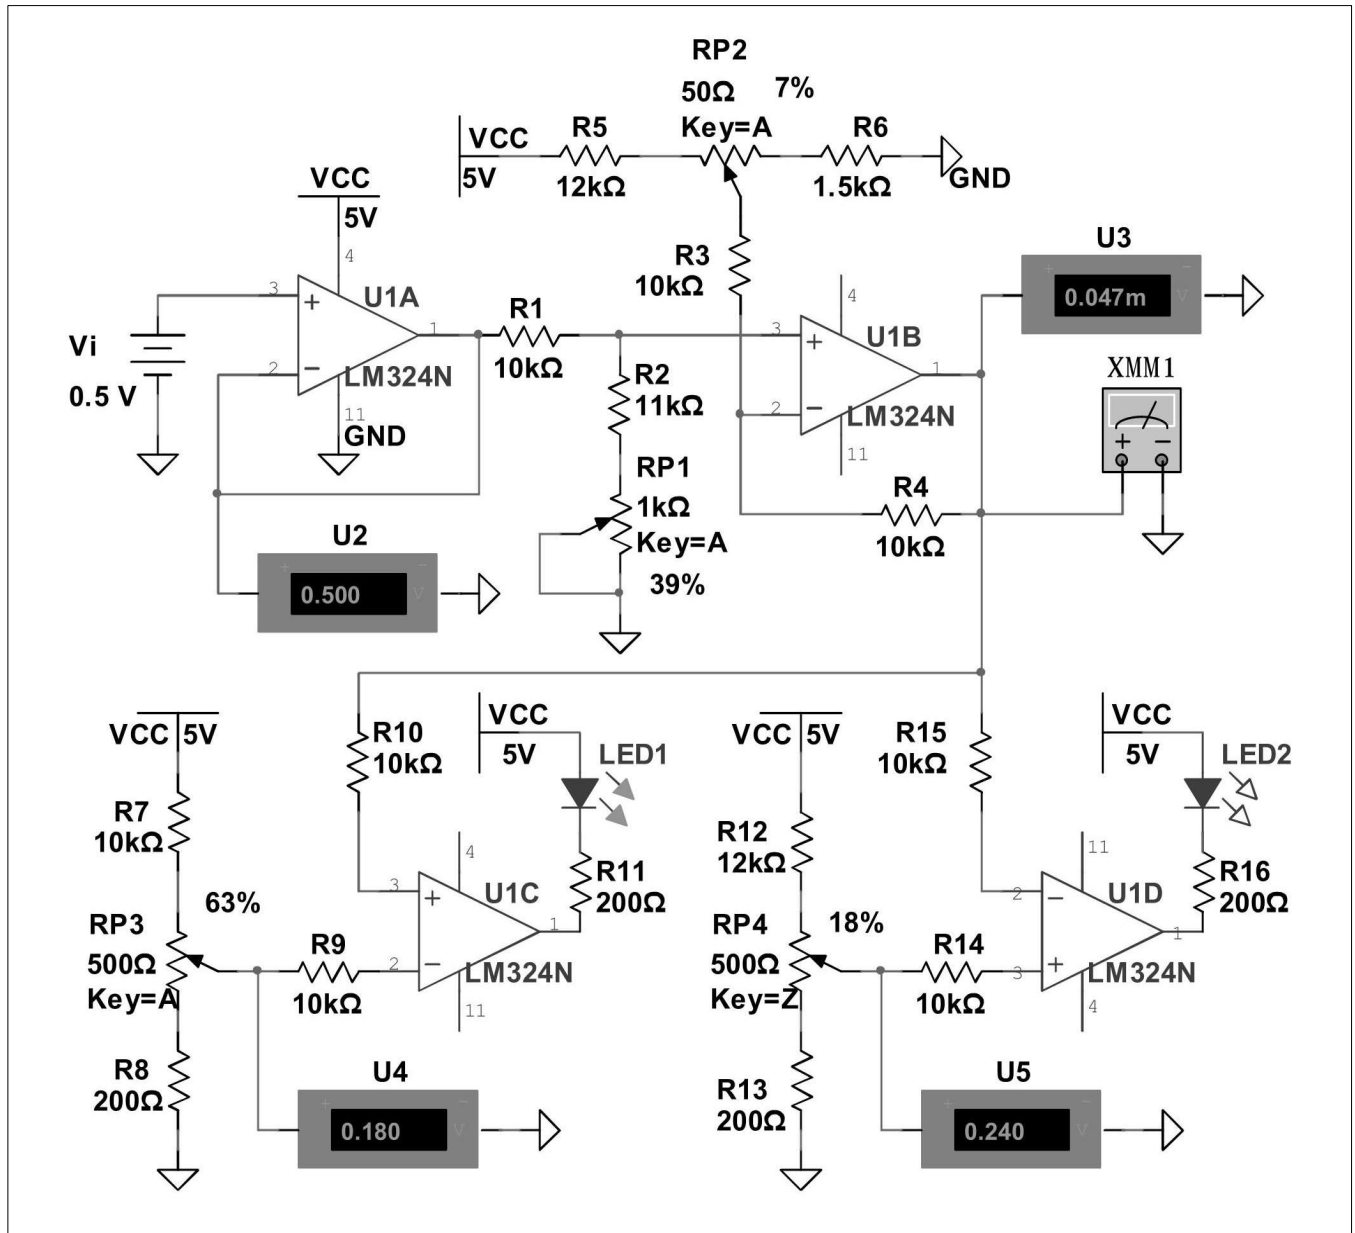 RP2
50Ω 7%
Key=A
VCC
5V
R5
12kΩ
R6
1.5kΩ
GND
VCC
5V
4
3
+
U1A
1
2
−
LM324N
11
GND
Vi
0.5 V
R1
10kΩ
R3
10kΩ
4
3
+
U1B
1
2
−
LM324N
11
U3
+ −
0.047m V
XMM1
+ −
R2
11kΩ
RP1
1kΩ
Key=A
39%
R4
10kΩ
U2
+ −
0.500 V
VCC 5V
R7
10kΩ
63%
RP3
500Ω
Key=A
R8
200Ω
R10
10kΩ
VCC
5V
LED1
R11
200Ω
4
3
+
U1C
1
2
−
LM324N
11
R9
10kΩ
U4
+ −
0.180 V
VCC 5V
R12
12kΩ
18%
RP4
500Ω
Key=Z
R13
200Ω
R15
10kΩ
VCC
5V
LED2
R16
200Ω
11
2
−
U1D
1
3
+
LM324N
4
R14
10kΩ
U5
+ −
0.240 V